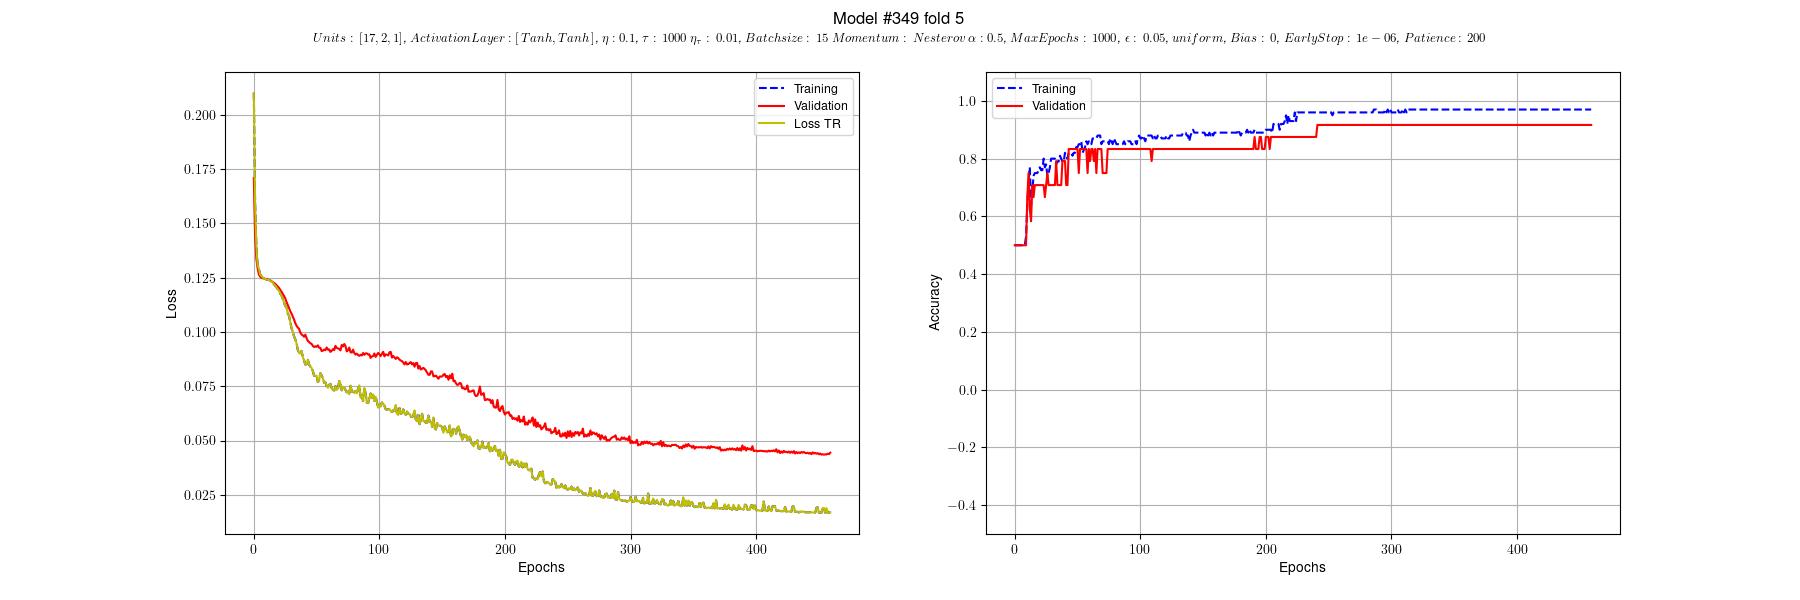 Model #349 fold 5
Units : [17, 2, 1], ActivationLayer : [Tanh, Tanh], η : 0.1, τ : 1000 η_τ : 0.01, Batchsize : 15 Momentum : Nesterov α : 0.5, MaxEpochs : 1000, ϵ : 0.05, uniform, Bias : 0, EarlyStop : 1e − 06, Patience : 200
Training
Validation
Loss TR
0.200
0.175
0.150
0.125
0.100
0.075
0.050
0.025
Loss
0 100 200 300 400
Epochs
Training
Validation
1.0
0.8
0.6
0.4
0.2
0.0
−0.2
−0.4
Accuracy
0 100 200 300 400
Epochs